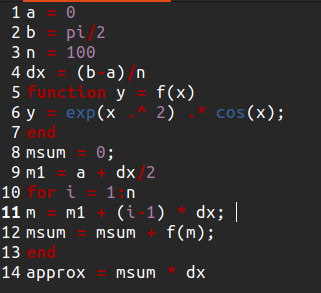 1 a = 0
2 b = pi/2
3 n = 100
4 dx = (b-a)/n
5 function y = f(x)
6 y = exp(x .^ 2) .* cos(x);
7 end
8 msum = 0;
9 m1 = a + dx/2
10 for i = 1:n
11 m = m1 + (i-1) * dx;
12 msum = msum + f(m);
13 end
14 approx = msum * dx